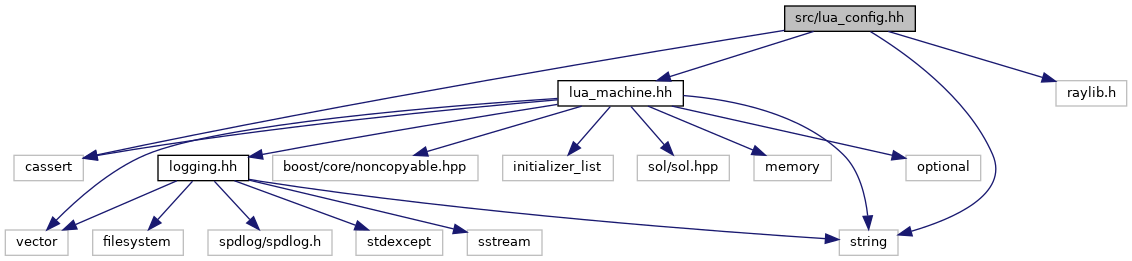 src/lua_config.hh
lua_machine.hh
raylib.h
cassert
logging.hh
boost/core/noncopyable.hpp
initializer_list
sol/sol.hpp
memory
optional
vector
filesystem
spdlog/spdlog.h
stdexcept
sstream
string